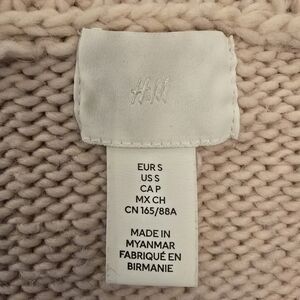 H&M
EUR S
US S
CA P
MX CH
CN 165/88A
MADE IN
MYANMAR
FABRIQUÉ EN
BIRMANIE